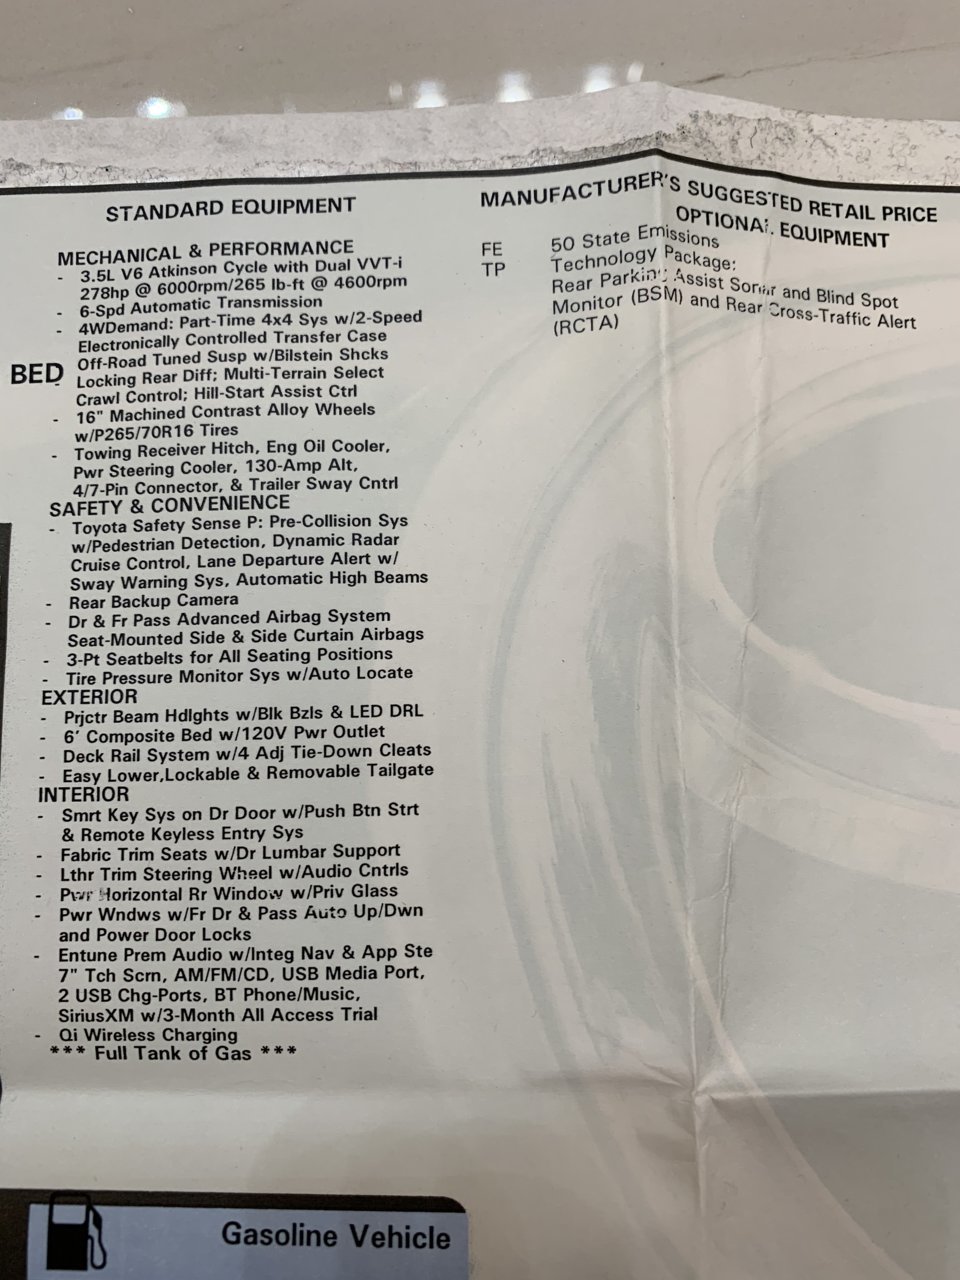 STANDARD EQUIPMENT
MECHANICAL & PERFORMANCE
- 3.5L V6 Atkinson Cycle with Dual VVT-i
278hp @ 6000rpm/265 lb-ft @ 4600rpm
- 6-Spd Automatic Transmission
- 4WDemand: Part-Time 4x4 Sys w/2-Speed
Electronically Controlled Transfer Case
- Off-Road Tuned Susp w/Bilstein Shcks
BED
Locking Rear Diff; Multi-Terrain Select
Crawl Control; Hill-Start Assist Ctrl
- 16" Machined Contrast Alloy Wheels
w/P265/70R16 Tires
- Towing Receiver Hitch, Eng Oil Cooler,
Pwr Steering Cooler, 130-Amp Alt,
4/7-Pin Connector, & Trailer Sway Cntrl
SAFETY & CONVENIENCE
- Toyota Safety Sense P: Pre-Collision Sys
w/Pedestrian Detection, Dynamic Radar
Cruise Control, Lane Departure Alert w/
Sway Warning Sys, Automatic High Beams
- Rear Backup Camera
- Dr & Fr Pass Advanced Airbag System
Seat-Mounted Side & Side Curtain Airbags
- 3-Pt Seatbelts for All Seating Positions
- Tire Pressure Monitor Sys w/Auto Locate
EXTERIOR
- Prjctr Beam Hdlghts w/Blk Bzls & LED DRL
- 6' Composite Bed w/120V Pwr Outlet
- Deck Rail System w/4 Adj Tie-Down Cleats
- Easy Lower,Lockable & Removable Tailgate
INTERIOR
- Smrt Key Sys on Dr Door w/Push Btn Strt
& Remote Keyless Entry Sys
- Fabric Trim Seats w/Dr Lumbar Support
- Lthr Trim Steering Wheel w/Audio Cntrls
- Pwr Horizontal Rr Window w/Priv Glass
- Pwr Wndws w/Fr Dr & Pass Auto Up/Dwn
and Power Door Locks
- Entune Prem Audio w/Integ Nav & App Ste
7" Tch Scrn, AM/FM/CD, USB Media Port,
2 USB Chg-Ports, BT Phone/Music,
SiriusXM w/3-Month All Access Trial
- Qi Wireless Charging
*** Full Tank of Gas ***
MANUFACTURER'S SUGGESTED RETAIL PRICE
OPTIONAL EQUIPMENT
FE 50 State Emissions
TP Technology Package:
Rear Parking Assist Sonar and Blind Spot
Monitor (BSM) and Rear Cross-Traffic Alert
(RCTA)
Gasoline Vehicle